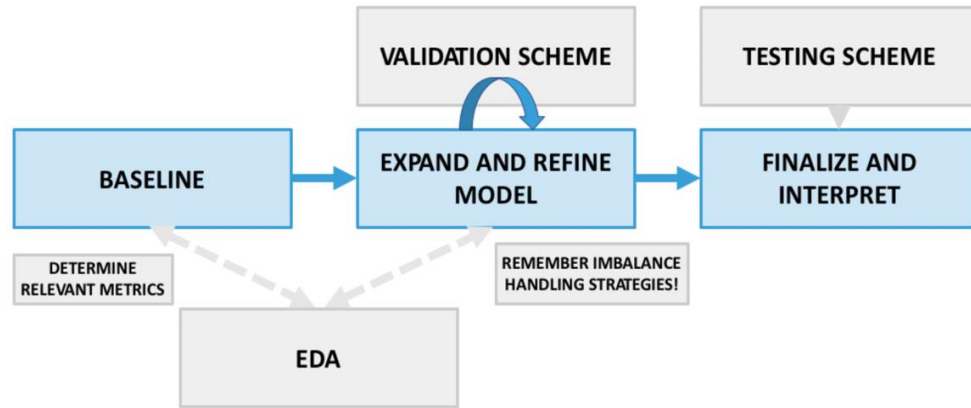 VALIDATION SCHEME
TESTING SCHEME
BASELINE
EXPAND AND REFINE
MODEL
FINALIZE AND
INTERPRET
DETERMINE
RELEVANT METRICS
REMEMBER IMBALANCE
HANDLING STRATEGIES!
EDA